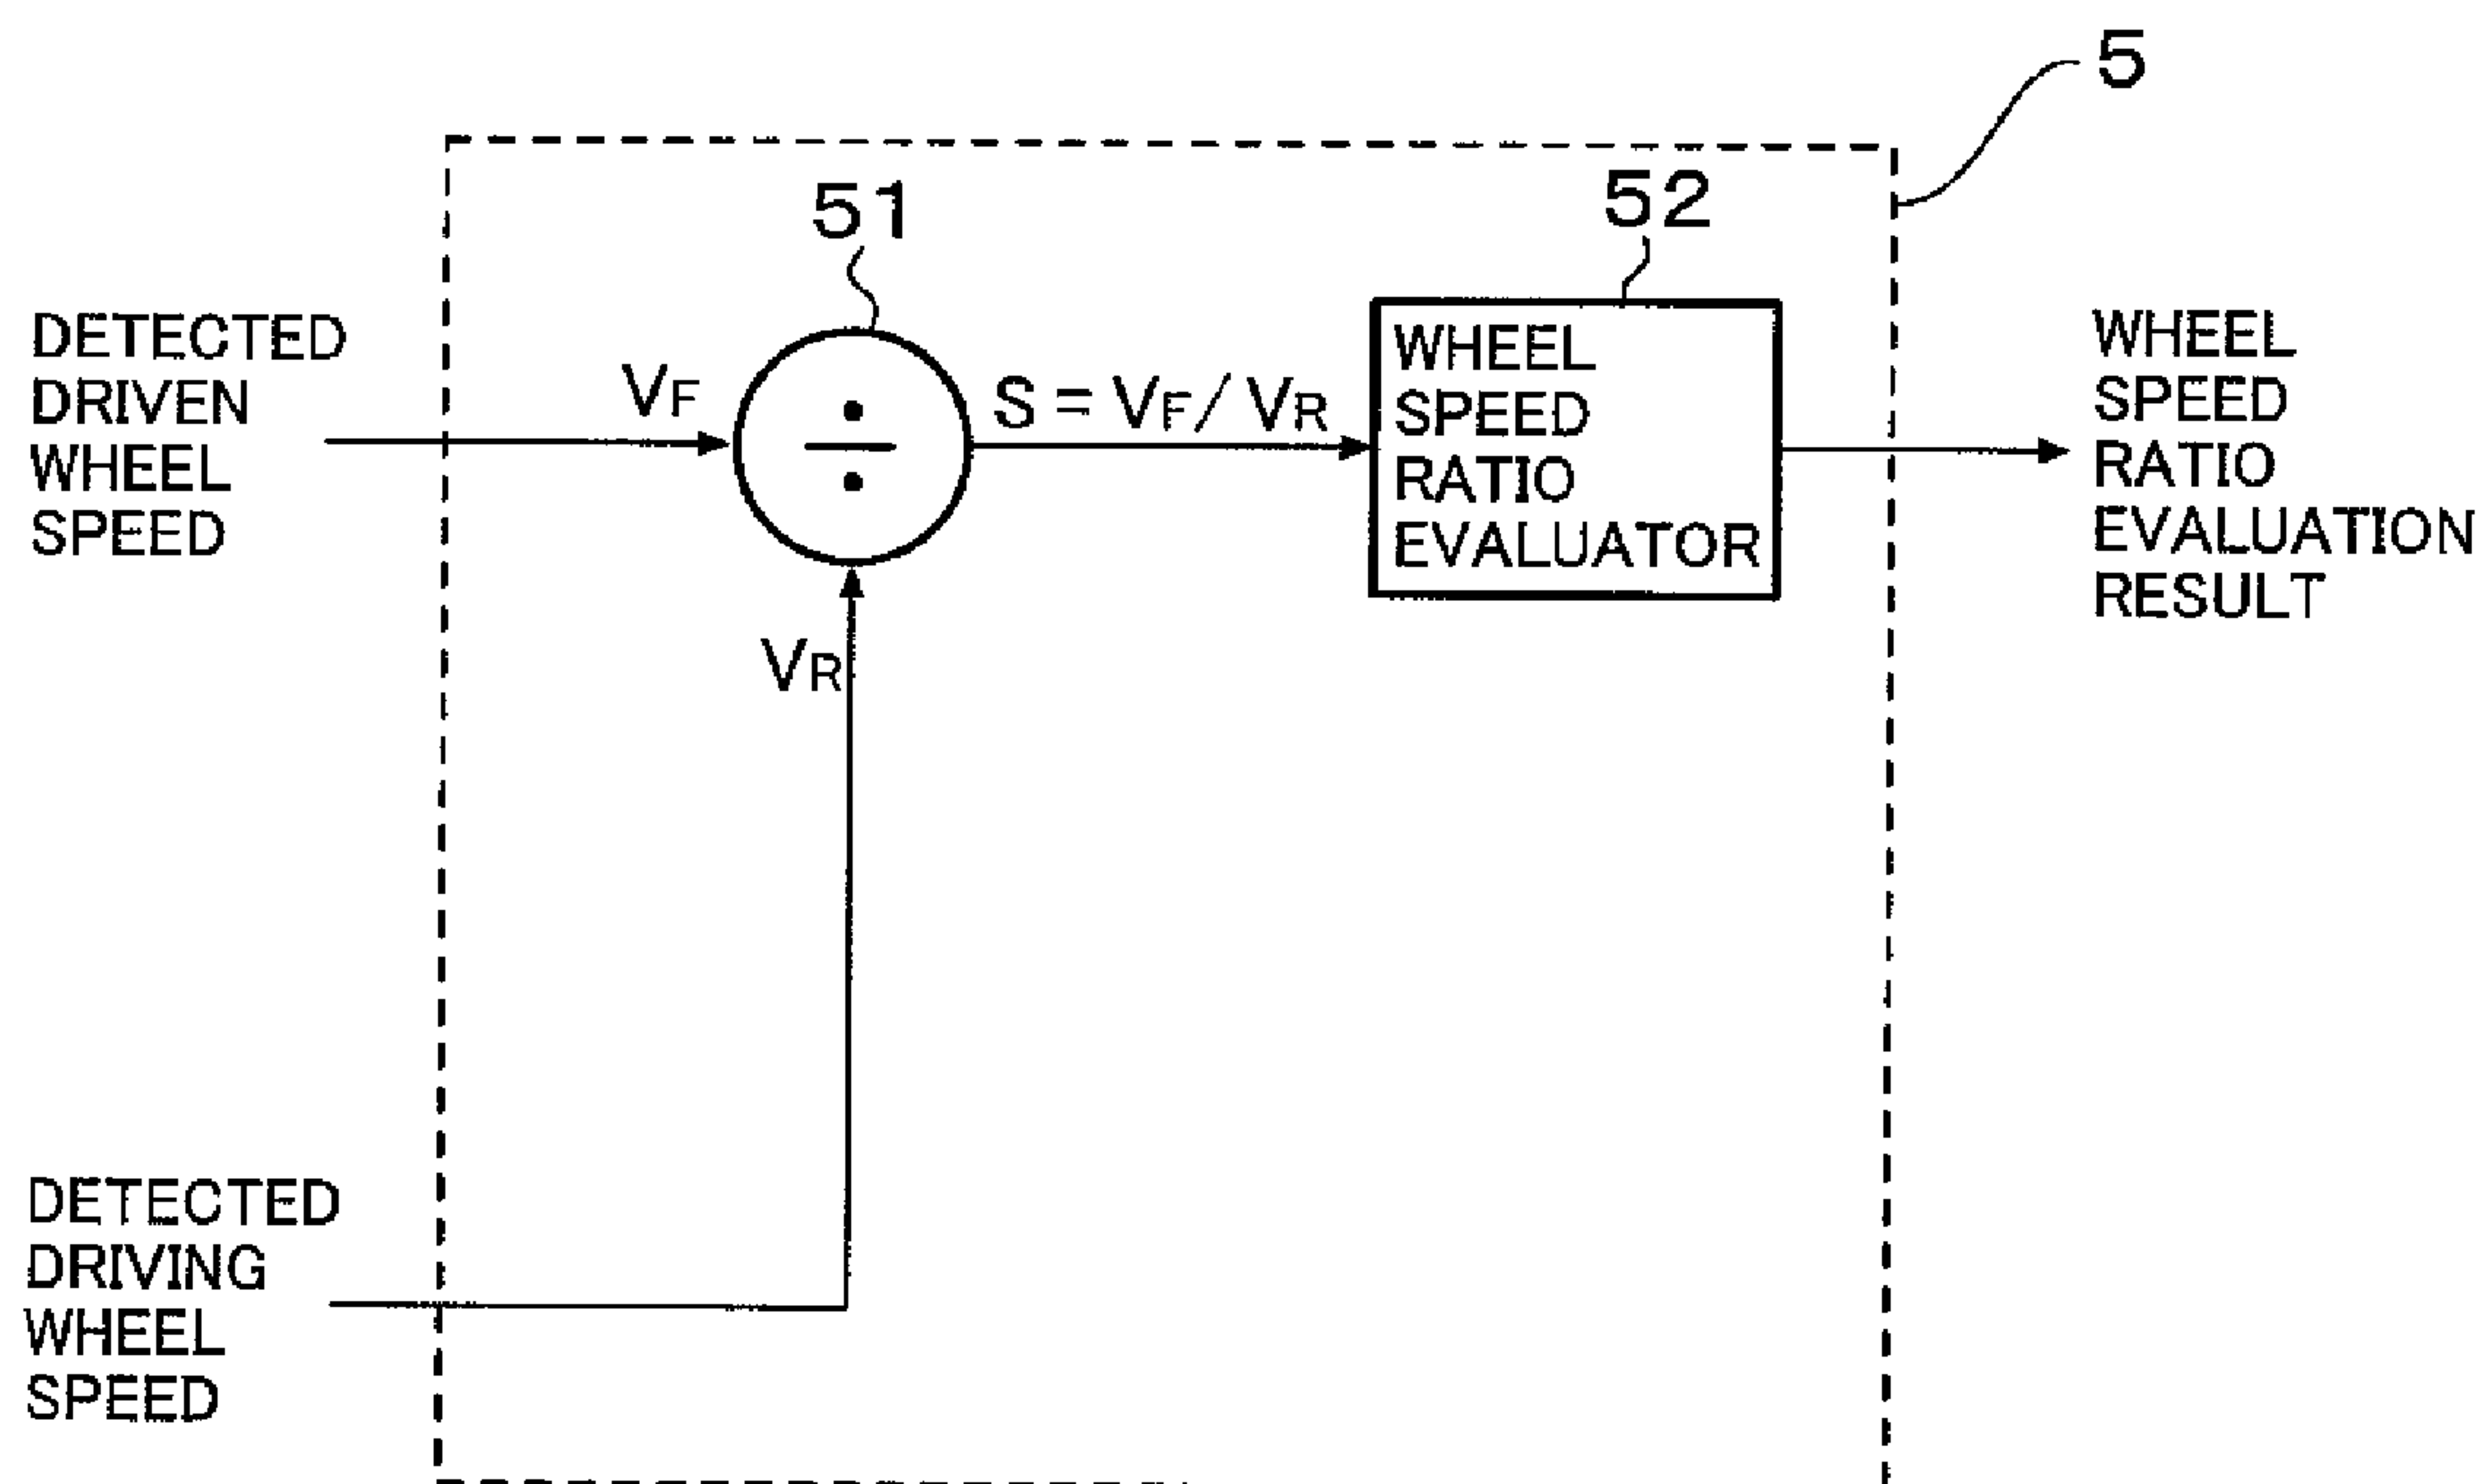 5
51
52
DETECTED
DRIVEN
WHEEL
SPEED
VF
S = VF / VR
WHEEL
SPEED
RATIO
EVALUATOR
WHEEL
SPEED
RATIO
EVALUATION
RESULT
÷
VR
DETECTED
DRIVING
WHEEL
SPEED